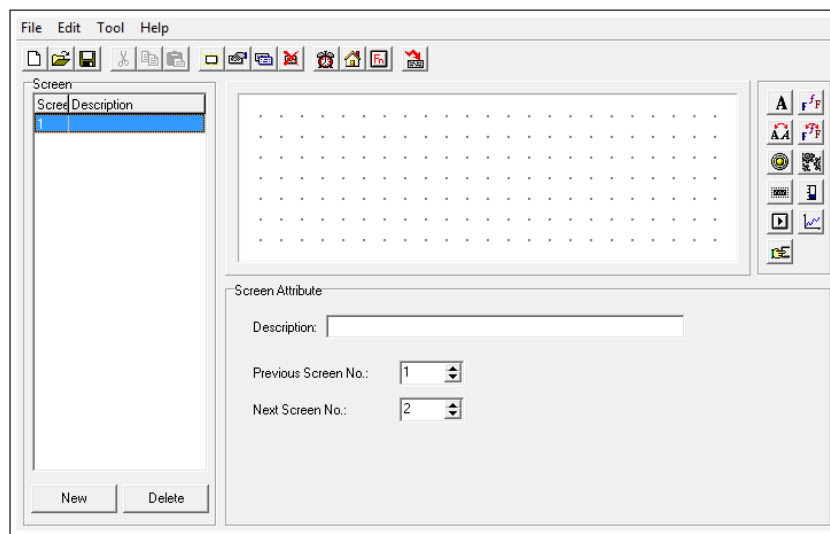 File Edit Tool Help
Screen
Scree Description
1
Screen Attribute
Description:
Previous Screen No.: 1
Next Screen No.: 2
New Delete
Fn
A F f F
A A F F